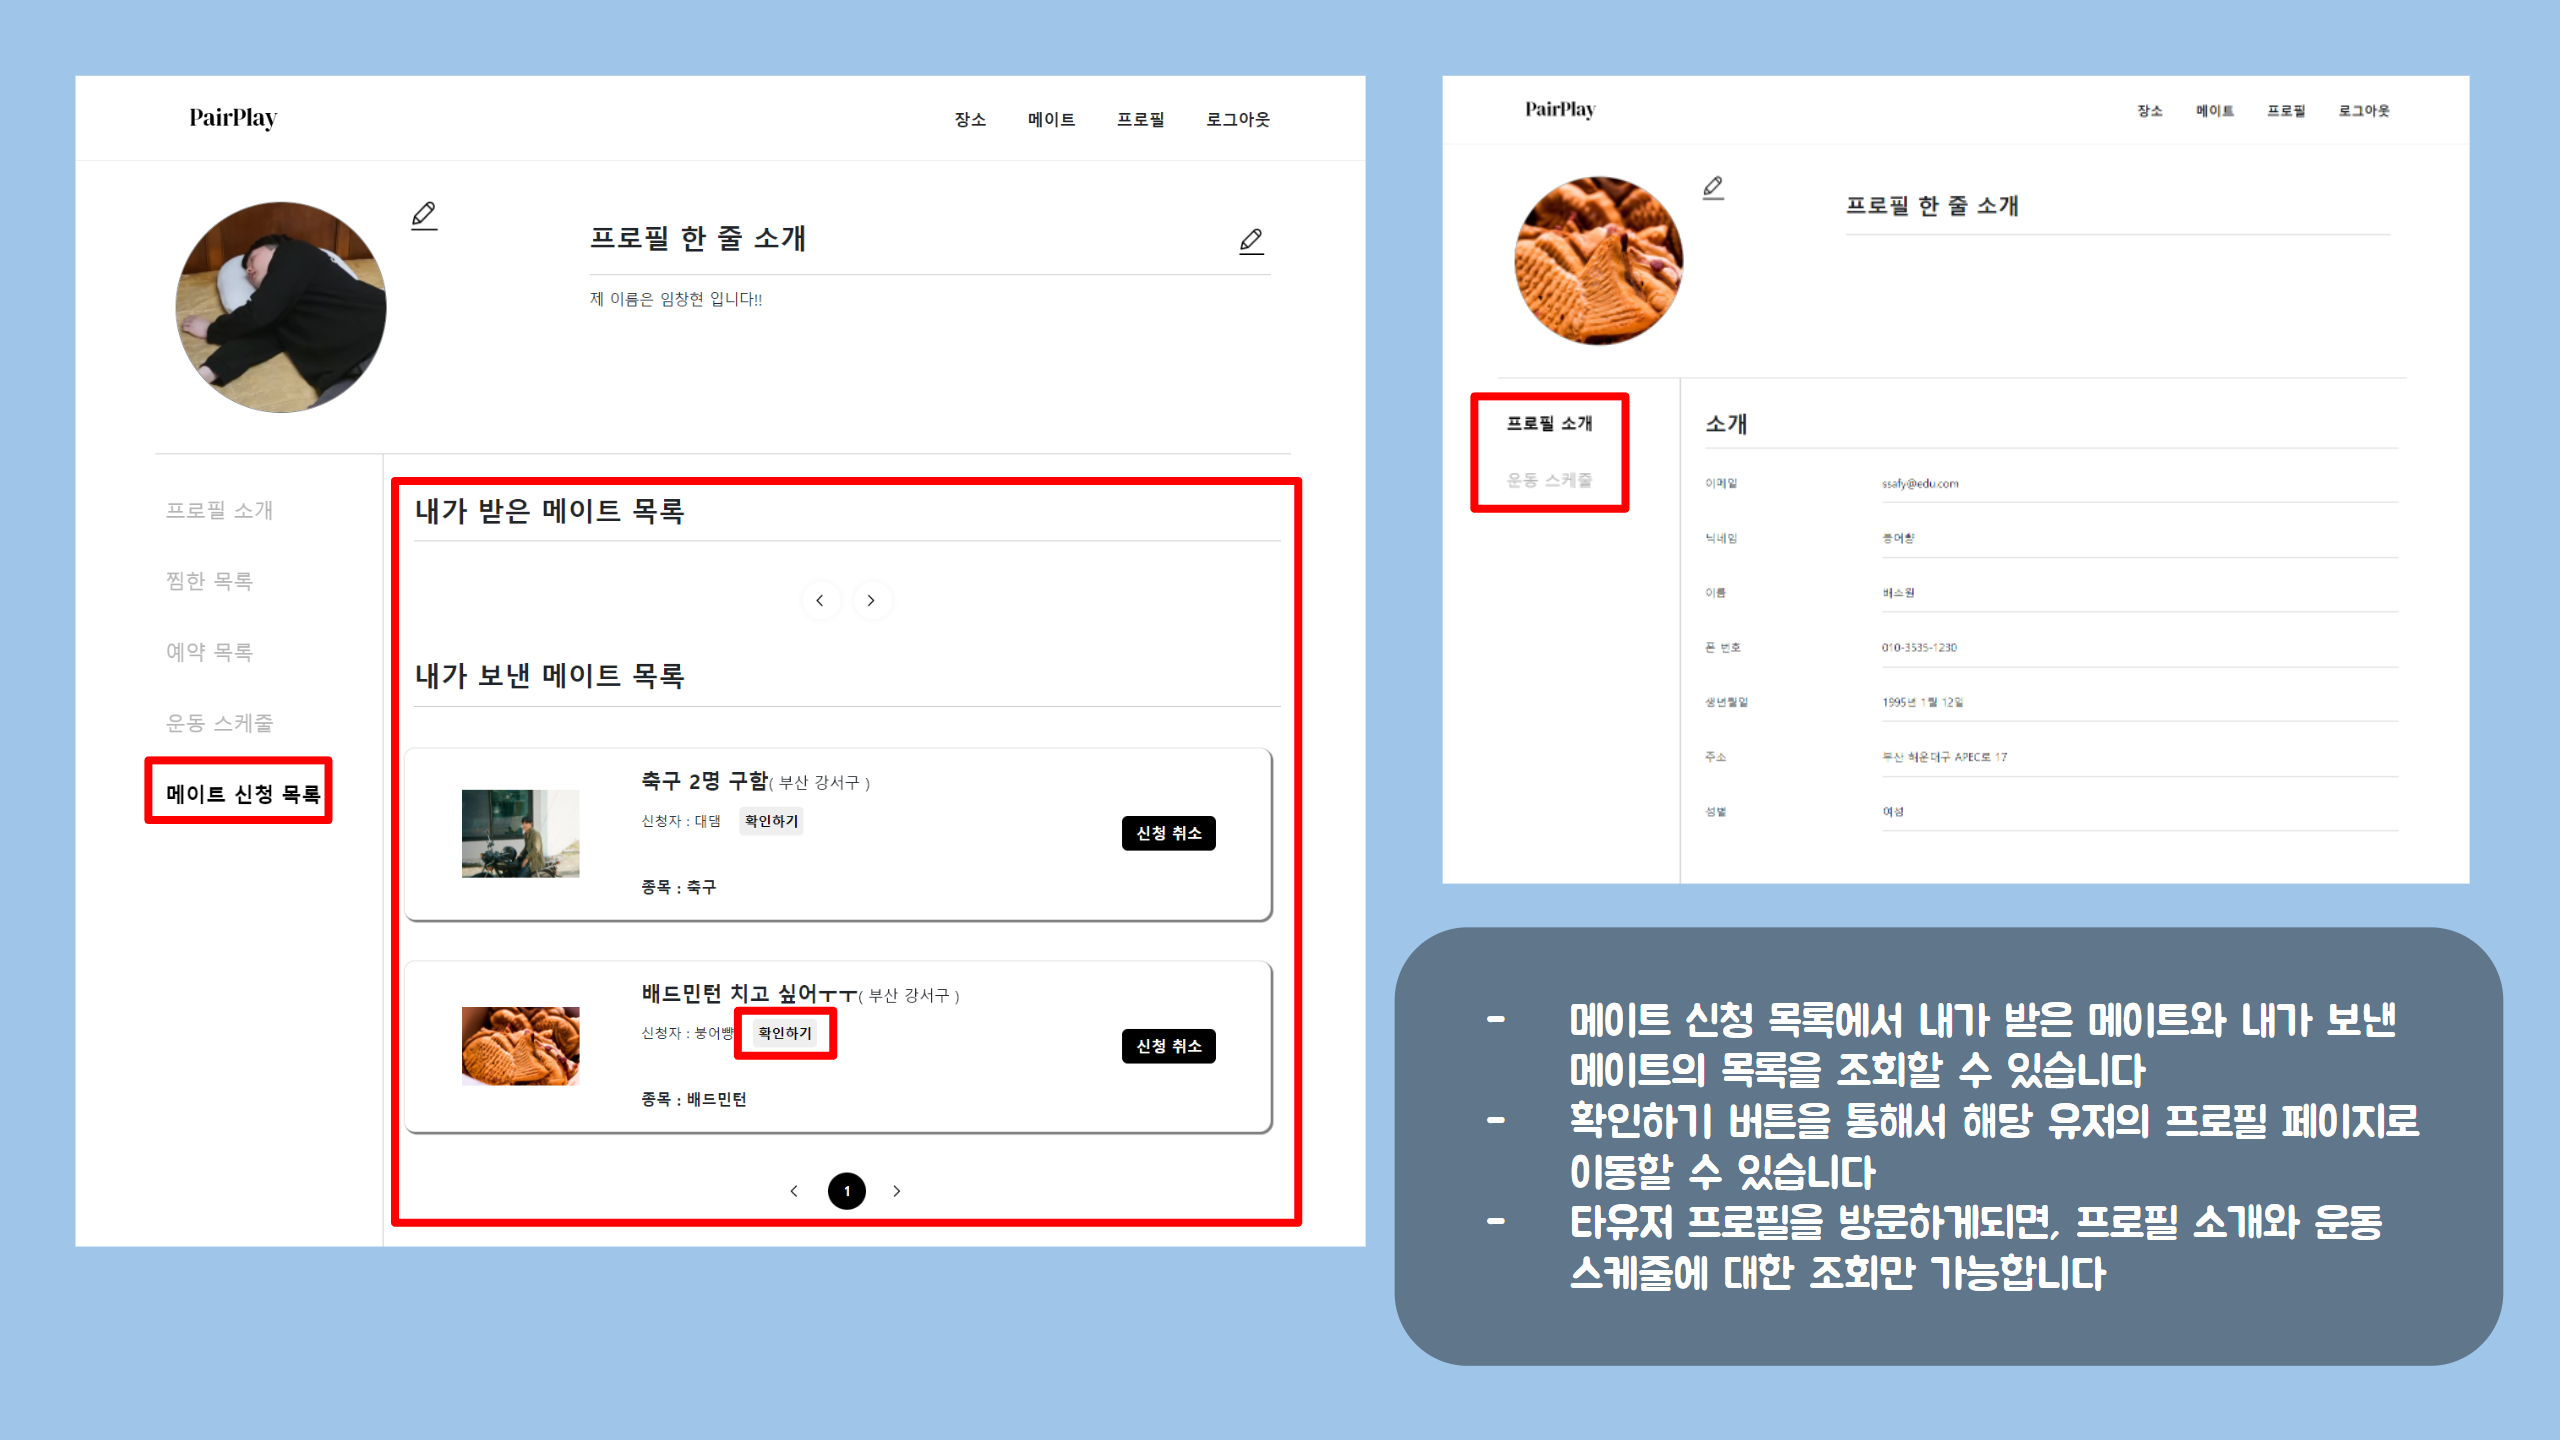 PairPlay
장소 메이트 프로필 로그아웃
프로필 한 줄 소개
제 이름은 임창현 입니다!!
프로필 소개
찜한 목록
예약 목록
운동 스케줄
메이트 신청 목록
내가 받은 메이트 목록
내가 보낸 메이트 목록
축구 2명 구함( 부산 강서구 )
신청자 : 대댐 확인하기
종목 : 축구
신청 취소
배드민턴 치고 싶어ㅜㅜ( 부산 강서구 )
신청자 : 붕어빵 확인하기
종목 : 배드민턴
신청 취소
1
PairPlay
장소 메이트 프로필 로그아웃
프로필 한 줄 소개
프로필 소개
운동 스케줄
소개
이메일 ssafy@edu.com
닉네임 붕어빵
이름 배소원
폰 번호 010-3535-1230
생년월일 1995년 1월 12일
주소 부산 해운대구 APEC로 17
성별 여성
- 메이트 신청 목록에서 내가 받은 메이트와 내가 보낸
메이트의 목록을 조회할 수 있습니다
- 확인하기 버튼을 통해서 해당 유저의 프로필 페이지로
이동할 수 있습니다
- 타유저 프로필을 방문하게되면, 프로필 소개와 운동
스케줄에 대한 조회만 가능합니다